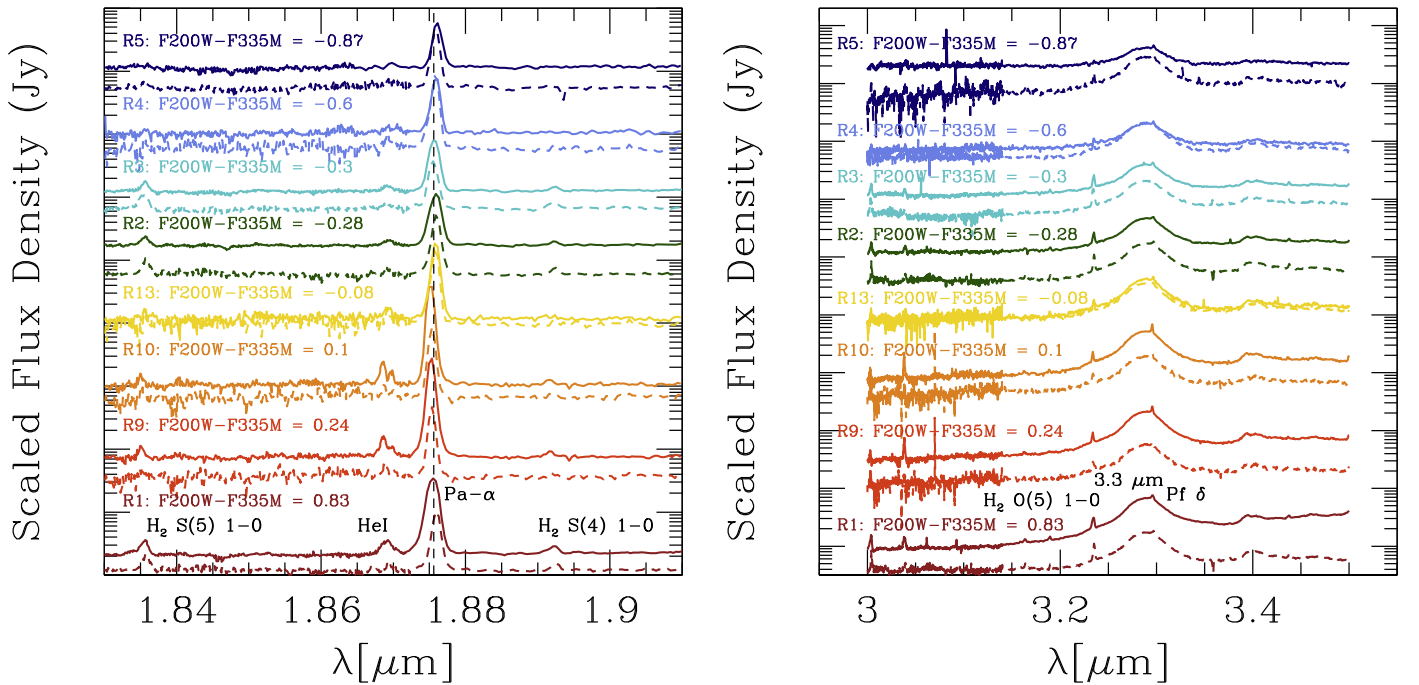 Scaled Flux Density (Jy)
R5: F200W-F335M = -0.87
R4: F200W-F335M = -0.6
R3: F200W-F335M = -0.3
R2: F200W-F335M = -0.28
R13: F200W-F335M = -0.08
R10: F200W-F335M = 0.1
R9: F200W-F335M = 0.24
R1: F200W-F335M = 0.83
Pa-α
H₂ S(5) 1-0 HeI H₂ S(4) 1-0
1.84 1.86 1.88 1.9
λ[μm]
Scaled Flux Density (Jy)
R5: F200W-F335M = -0.87
R4: F200W-F335M = -0.6
R3: F200W-F335M = -0.3
R2: F200W-F335M = -0.28
R13: F200W-F335M = -0.08
R10: F200W-F335M = 0.1
R9: F200W-F335M = 0.24
3.3 μm
H₂ O(5) 1-0 Pf δ
R1: F200W-F335M = 0.83
3 3.2 3.4
λ[μm]